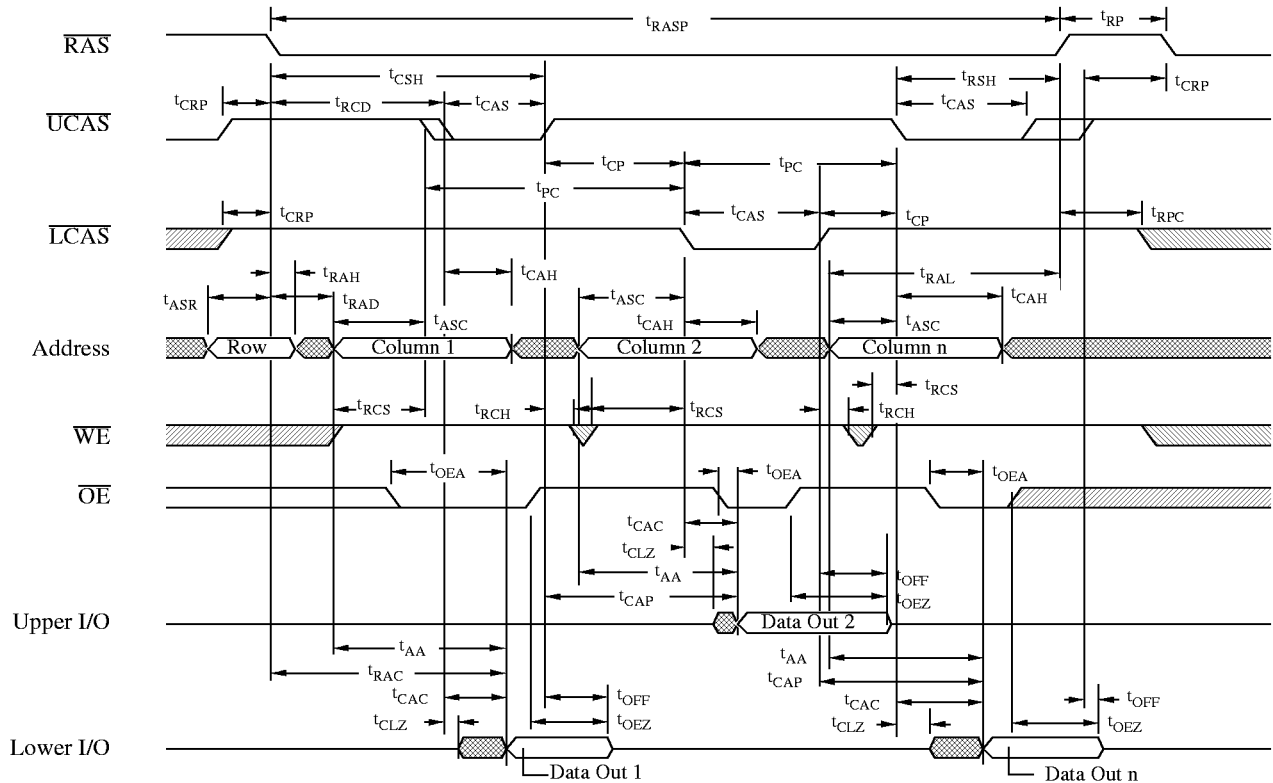 tRASP tRP
RAS
tCSH tRSH
tCRP tRCD tCAS tCAS tCRP
UCAS
tCP tPC
tPC
tCRP tCAS tCP tRPC
LCAS
tRAH tCAH tRAL
tASR tRAD tASC tCAH
tASC tCAH tASC
Address Row Column 1 Column 2 Column n
tRCS
tRCS tRCH tRCS tRCH
WE
tOEA tOEA tOEA
OE
tCAC
tCLZ
tAA tOFF
tCAP tOEZ
Upper I/O Data Out 2
tAA tAA
tRAC tCAP
tCAC tOFF tCAC tOFF
tCLZ tOEZ tCLZ tOEZ
Lower I/O
Data Out 1 Data Out n